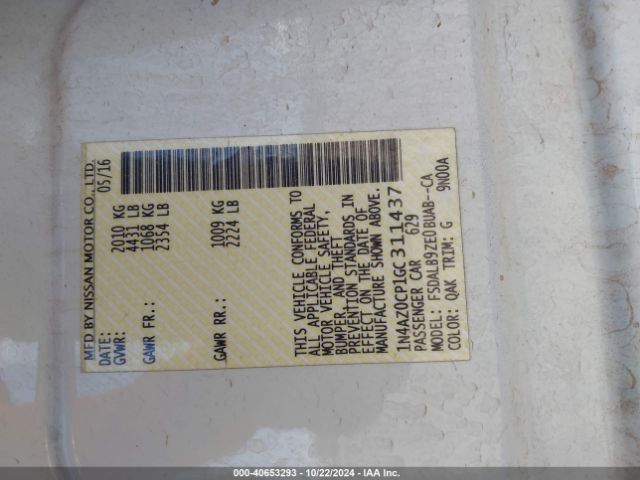 MFD BY NISSAN MOTOR CO., LTD.
DATE: 05/16
GVWR: 2010 KG
4431 LB
GAWR FR.: 1068 KG
2354 LB
GAWR RR.: 1009 KG
2224 LB
THIS VEHICLE CONFORMS TO
ALL APPLICABLE FEDERAL
MOTOR VEHICLE SAFETY,
BUMPER, AND THEFT
PREVENTION STANDARDS IN
EFFECT ON THE DATE OF
MANUFACTURE SHOWN ABOVE.
1N4AZ0CP1GC311437
PASSENGER CAR 629
MODEL: FSDALB9ZE0BUAB--CA
COLOR: QAK TRIM: G 9N00A
000-40653293 - 10/22/2024 - IAA Inc.